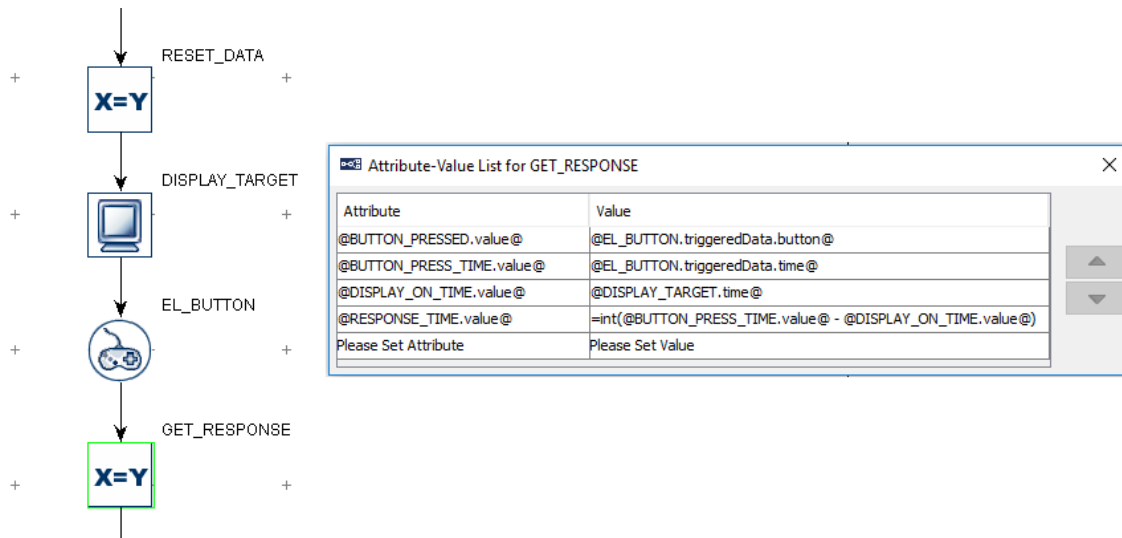 RESET_DATA
X=Y
DISPLAY_TARGET
EL_BUTTON
GET_RESPONSE
X=Y
Attribute-Value List for GET_RESPONSE
Attribute Value
@BUTTON_PRESSED.value@ @EL_BUTTON.triggeredData.button@
@BUTTON_PRESS_TIME.value@ @EL_BUTTON.triggeredData.time@
@DISPLAY_ON_TIME.value@ @DISPLAY_TARGET.time@
@RESPONSE_TIME.value@ =int(@BUTTON_PRESS_TIME.value@ - @DISPLAY_ON_TIME.value@)
Please Set Attribute Please Set Value